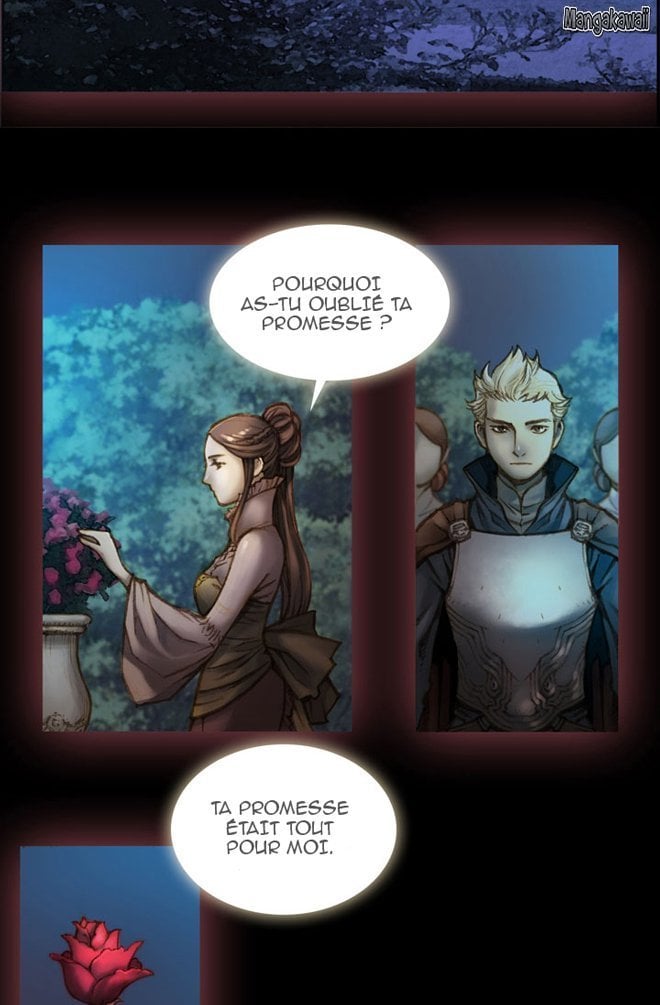 Mangakawaii
POURQUOI
AS-TU OUBLIÉ TA
PROMESSE ?
TA PROMESSE
ÉTAIT TOUT
POUR MOI.